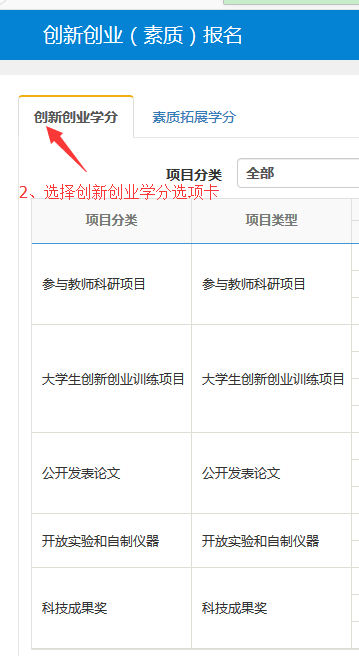 创新创业（素质）报名
创新创业学分 素质拓展学分
项目分类 全部
2、选择创新创业学分选项卡
项目分类 项目类型
参与教师科研项目 参与教师科研项目
大学生创新创业训练项目 大学生创新创业训练项目
公开发表论文 公开发表论文
开放实验和自制仪器 开放实验和自制仪器
科技成果奖 科技成果奖